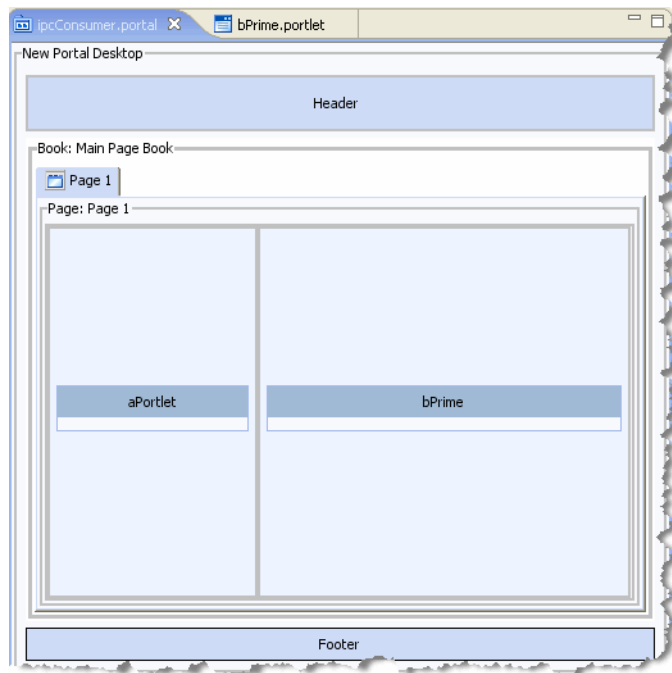 ipcConsumer.portal
bPrime.portlet
New Portal Desktop
Header
Book: Main Page Book
Page 1
Page: Page 1
aPortlet
bPrime
Footer